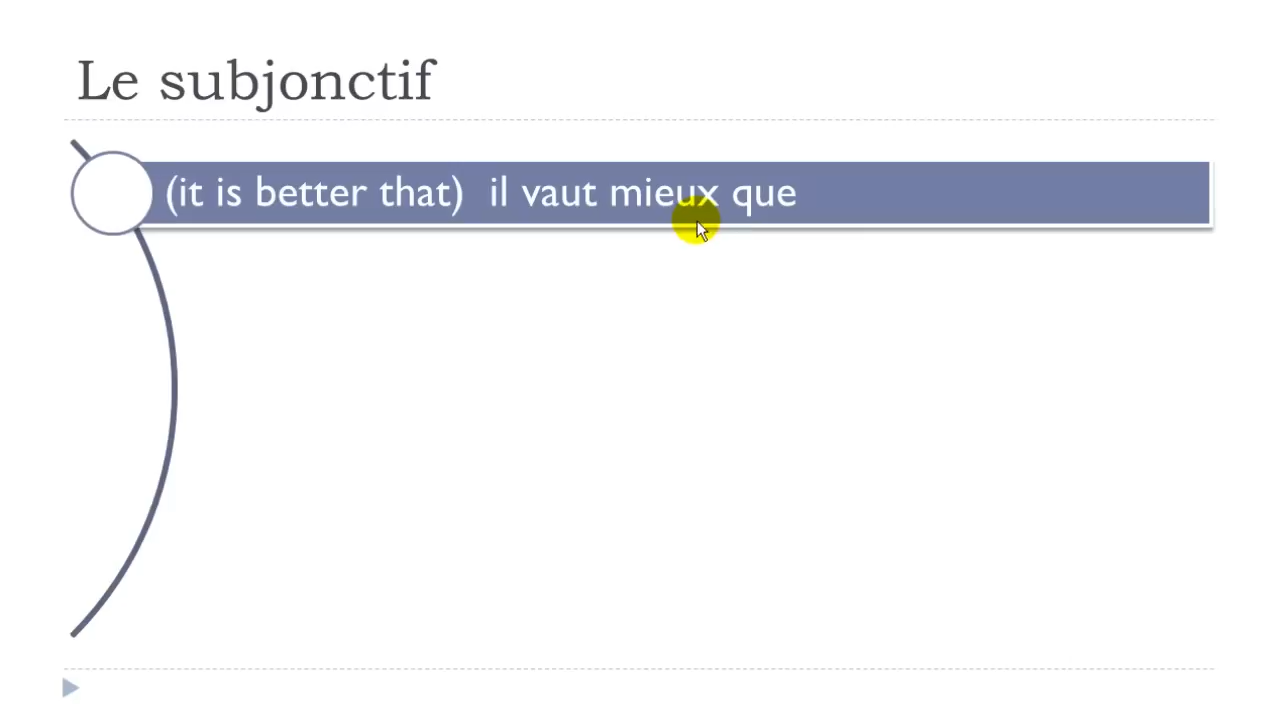 Le subjonctif
(it is better that) il vaut mieux que